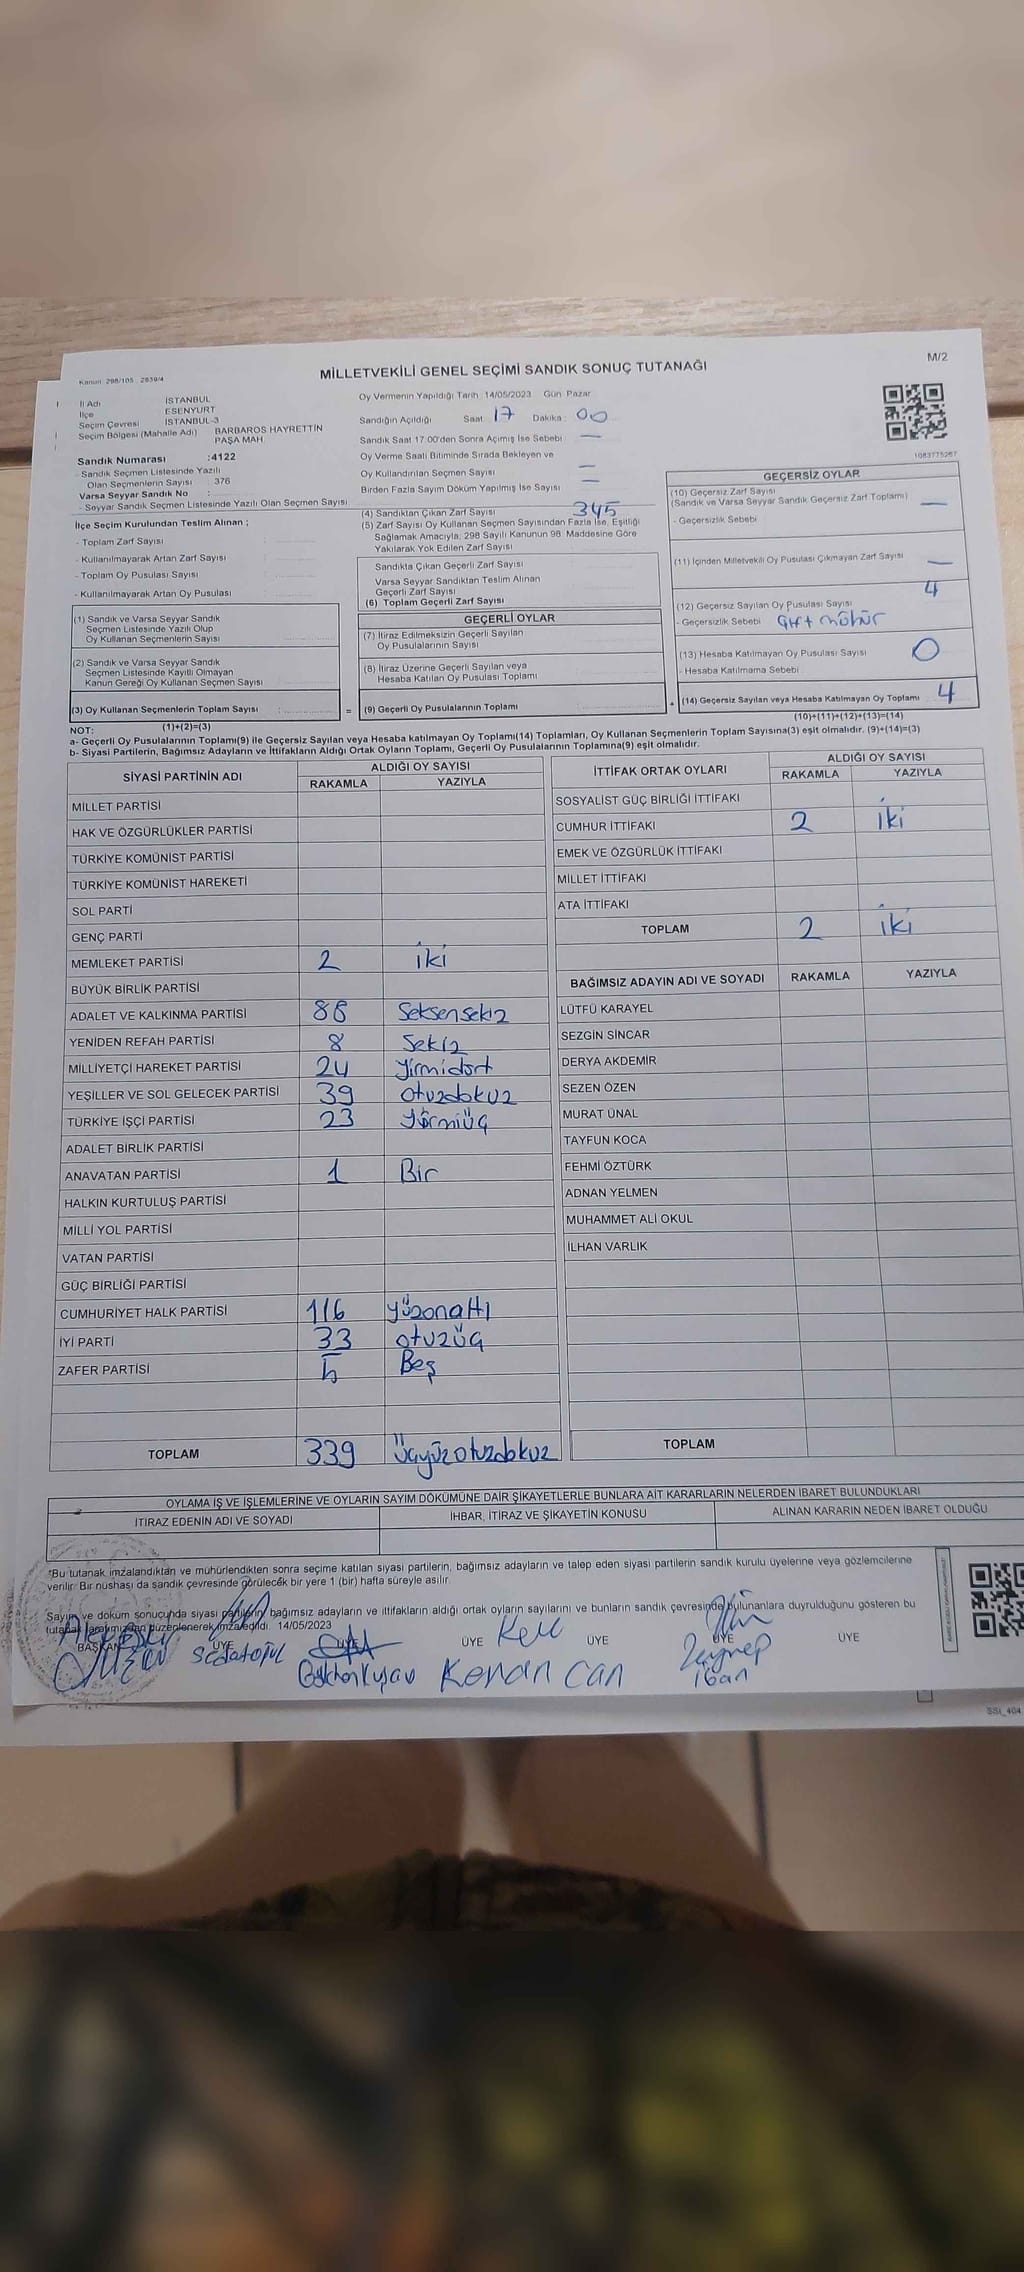 Kanun 298/105 2839/4
MİLLETVEKİLİ GENEL SEÇİMİ SANDIK SONUÇ TUTANAĞI
M/2
İl Adı İSTANBUL
İlçe ESENYURT
Seçim Çevresi İSTANBUL-3
Seçim Bölgesi (Mahalle Adı) BARBAROS HAYRETTİN
PAŞA MAH.
Sandık Numarası :4122
- Sandık Seçmen Listesinde Yazılı
Olan Seçmenlerin Sayısı : 376
Varsa Seyyar Sandık No :
- Seyyar Sandık Seçmen Listesinde Yazılı Olan Seçmen Sayısı
Oy Vermenin Yapıldığı Tarih : 14/05/2023 Gün Pazar
Sandığın Açıldığı Saat: 17 Dakika: 00
Sandık Saat 17.00'den Sonra Açımış İse Sebebi —
Oy Verme Saati Bitiminde Sırada Bekleyen ve
Oy Kullandırılan Seçmen Sayısı —
Birden Fazla Sayım Döküm Yapılmış İse Sayısı —
(4) Sandıktan Çıkan Zarf Sayısı 345
(5) Zarf Sayısı Oy Kullanan Seçmen Sayısından Fazla İse, Eşitliği
Sağlamak Amacıyla, 298 Sayılı Kanunun 98. Maddesine Göre
Yakılarak Yok Edilen Zarf Sayısı
1083775287
İlçe Seçim Kurulundan Teslim Alınan ;
- Toplam Zarf Sayısı
- Kullanılmayarak Artan Zarf Sayısı
- Toplam Oy Pusulası Sayısı
- Kullanılmayarak Artan Oy Pusulası
Sandıkta Çıkan Geçerli Zarf Sayısı
Varsa Seyyar Sandıktan Teslim Alınan
Geçerli Zarf Sayısı
(6) Toplam Geçerli Zarf Sayısı
(1) Sandık ve Varsa Seyyar Sandık
Seçmen Listesinde Yazılı Olup
Oy Kullanan Seçmenlerin Sayısı
(2) Sandık ve Varsa Seyyar Sandık
Seçmen Listesinde Kayıtlı Olmayan
Kanun Gereği Oy Kullanan Seçmen Sayısı
(3) Oy Kullanan Seçmenlerin Toplam Sayısı :
(1)+(2)=(3)
GEÇERLİ OYLAR
(7) İtiraz Edilmeksizin Geçerli Sayılan
Oy Pusulalarının Sayısı
(8) İtiraz Üzerine Geçerli Sayılan veya
Hesaba Katılan Oy Pusulası Toplamı
= (9) Geçerli Oy Pusulalarının Toplamı
GEÇERSİZ OYLAR
(10) Geçersiz Zarf Sayısı
(Sandık ve Varsa Seyyar Sandık Geçersiz Zarf Toplamı) —
- Geçersizlik Sebebi
(11) İçinden Milletvekili Oy Pusulası Çıkmayan Zarf Sayısı —
(12) Geçersiz Sayılan Oy Pusulası Sayısı 4
- Geçersizlik Sebebi Çift mühür
(13) Hesaba Katılmayan Oy Pusulası Sayısı 0
- Hesaba Katılmama Sebebi
+ (14) Geçersiz Sayılan veya Hesaba Katılmayan Oy Toplamı 4
(10)+(11)+(12)+(13)=(14)
NOT:
a- Geçerli Oy Pusulalarının Toplamı(9) ile Geçersiz Sayılan veya Hesaba katılmayan Oy Toplamı(14) Toplamları, Oy Kullanan Seçmenlerin Toplam Sayısına(3) eşit olmalıdır. (9)+(14)=(3)
b- Siyasi Partilerin, Bağımsız Adayların ve İttifakların Aldığı Ortak Oyların Toplamı, Geçerli Oy Pusulalarının Toplamına(9) eşit olmalıdır.
SİYASİ PARTİNİN ADI ALDIĞI OY SAYISI
RAKAMLA YAZIYLA
MİLLET PARTİSİ
HAK VE ÖZGÜRLÜKLER PARTİSİ
TÜRKİYE KOMÜNİST PARTİSİ
TÜRKİYE KOMÜNİST HAREKETİ
SOL PARTİ
GENÇ PARTİ
MEMLEKET PARTİSİ 2 iki
BÜYÜK BİRLİK PARTİSİ
ADALET VE KALKINMA PARTİSİ 88 Seksensekiz
YENİDEN REFAH PARTİSİ 8 Sekiz
MİLLİYETÇİ HAREKET PARTİSİ 24 Yirmidört
YEŞİLLER VE SOL GELECEK PARTİSİ 39 otuzdokuz
TÜRKİYE İŞÇİ PARTİSİ 23 Yirmiüç
ADALET BİRLİK PARTİSİ
ANAVATAN PARTİSİ 1 Bir
HALKIN KURTULUŞ PARTİSİ
MİLLİ YOL PARTİSİ
VATAN PARTİSİ
GÜÇ BİRLİĞİ PARTİSİ
CUMHURİYET HALK PARTİSİ 116 yüzonaltı
İYİ PARTİ 33 otuzüç
ZAFER PARTİSİ 5 Beş
TOPLAM 339 üçyüzotuzdokuz
İTTİFAK ORTAK OYLARI ALDIĞI OY SAYISI
RAKAMLA YAZIYLA
SOSYALİST GÜÇ BİRLİĞİ İTTİFAKI
CUMHUR İTTİFAKI 2 iki
EMEK VE ÖZGÜRLÜK İTTİFAKI
MİLLET İTTİFAKI
ATA İTTİFAKI
TOPLAM 2 iki
BAĞIMSIZ ADAYIN ADI VE SOYADI RAKAMLA YAZIYLA
LÜTFÜ KARAYEL
SEZGİN SİNCAR
DERYA AKDEMİR
SEZEN ÖZEN
MURAT ÜNAL
TAYFUN KOCA
FEHMİ ÖZTÜRK
ADNAN YELMEN
MUHAMMET ALİ OKUL
İLHAN VARLIK
TOPLAM
OYLAMA İŞ VE İŞLEMLERİNE VE OYLARIN SAYIM DÖKÜMÜNE DAİR ŞİKAYETLERLE BUNLARA AİT KARARLARIN NELERDEN İBARET BULUNDUKLARI
İTİRAZ EDENİN ADI VE SOYADI İHBAR, İTİRAZ VE ŞİKAYETİN KONUSU ALINAN KARARIN NEDEN İBARET OLDUĞU
*Bu tutanak imzalandıktan ve mühürlendikten sonra seçime katılan siyasi partilerin, bağımsız adayların ve talep eden siyasi partilerin sandık kurulu üyelerine veya gözlemcilerine
verilir. Bir nüshası da sandık çevresinde görülecek bir yere 1 (bir) hafta süreyle asılır.
Sayım ve döküm sonucunda siyasi partilerin, bağımsız adayların ve ittifakların aldığı ortak oyların sayılarını ve bunların sandık çevresinde bulunanlara duyrulduğunu gösteren bu
tutanak tarafımızdan düzenlenerek imza edildi. 14/05/2023
BAŞKAN ÜYE ÜYE ÜYE ÜYE ÜYE
Kenan Can
Zeynep
SSI_404